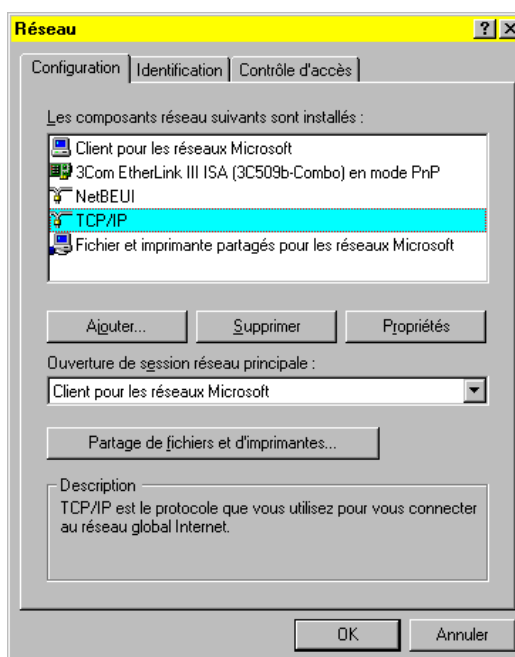 Réseau
Configuration
Identification
Contrôle d'accès
Les composants réseau suivants sont installés :
Client pour les réseaux Microsoft
3Com EtherLink III ISA (3C509b-Combo) en mode PnP
NetBEUI
TCP/IP
Fichier et imprimante partagés pour les réseaux Microsoft
Ajouter...
Supprimer
Propriétés
Ouverture de session réseau principale :
Client pour les réseaux Microsoft
Partage de fichiers et d'imprimantes...
Description
TCP/IP est le protocole que vous utilisez pour vous connecter
au réseau global Internet.
OK
Annuler